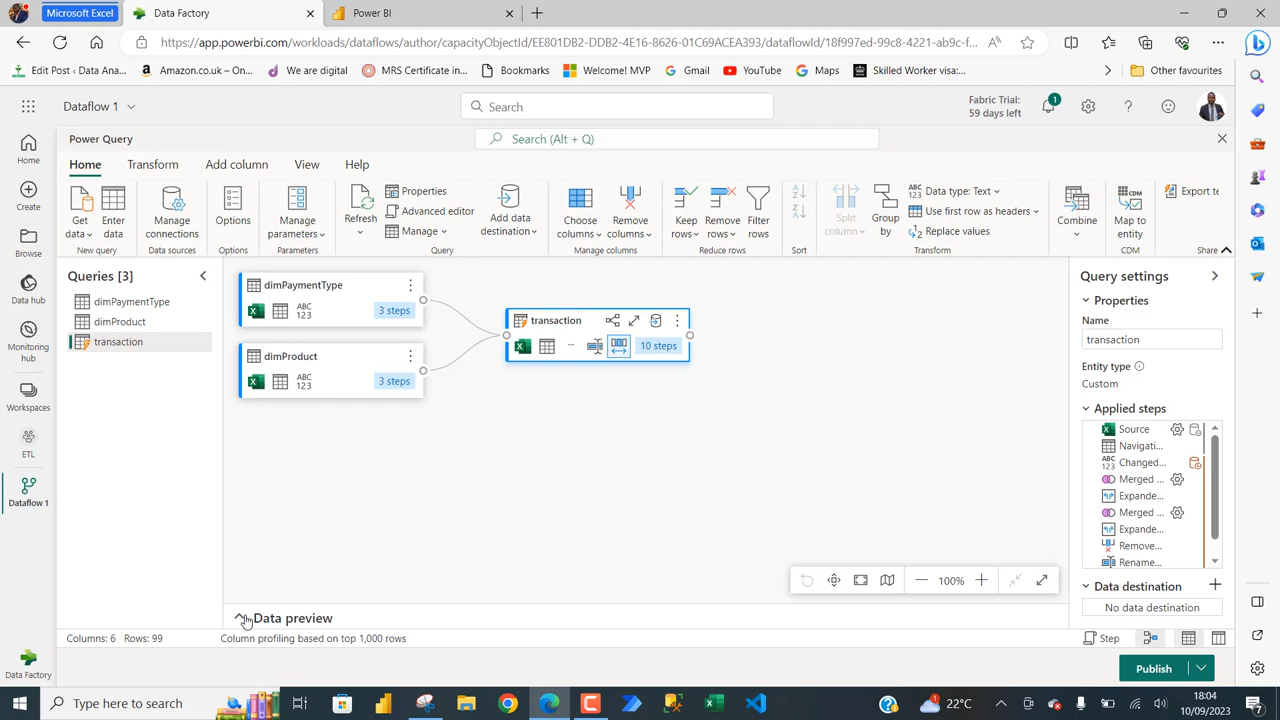 Microsoft Excel
Data Factory
Power BI
https://app.powerbi.com/workloads/dataflows/author/capacityObjectId/EE801DB2-DDB2-4E16-8626-01C69ACEA393/dataflowId/18f997ed-99c8-4221-ab9c-f...
Edit Post ‹ Data Ana...
Amazon.co.uk – On...
We are digital
MRS Certificate in...
Bookmarks
Welcome! MVP
Gmail
YouTube
Maps
Skilled Worker visa:...
Other favourites
Dataflow 1
Search
Fabric Trial:
59 days left
1
Power Query
Search (Alt + Q)
Home
Transform
Add column
View
Help
Get data
Enter data
Manage connections
Options
Manage parameters
Refresh
Properties
Advanced editor
Manage
Add data destination
Choose columns
Remove columns
Keep rows
Remove rows
Filter rows
Split column
Group by
Data type: Text
Use first row as headers
Replace values
Combine
Map to entity
Export te
New query
Data sources
Options
Parameters
Query
Manage columns
Reduce rows
Sort
Transform
CDM
Share
Home
Create
Browse
Data hub
Monitoring hub
Workspaces
ETL
Dataflow 1
Data Factory
Queries [3]
dimPaymentType
dimProduct
transaction
dimPaymentType
ABC 123
3 steps
dimProduct
ABC 123
3 steps
transaction
10 steps
Query settings
Properties
Name
transaction
Entity type
Custom
Applied steps
Source
Navigati...
Changed...
Merged ...
Expande...
Merged ...
Expande...
Remove...
Rename...
Data destination
No data destination
100%
Data preview
Columns: 6 Rows: 99
Column profiling based on top 1,000 rows
Step
Publish
Type here to search
22°C
18:04
10/09/2023
7